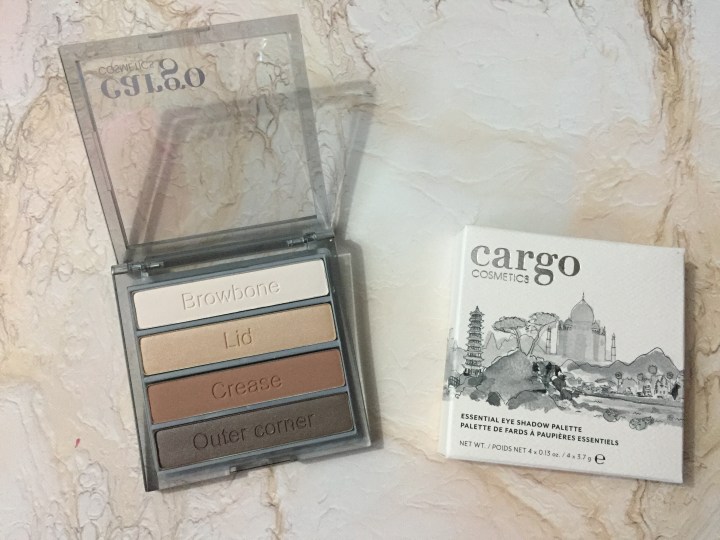 cargo
COSMETICS
Browbone
Lid
Crease
Outer corner
cargo
COSMETICS
ESSENTIAL EYE SHADOW PALETTE
PALETTE DE FARDS À PAUPIÈRES ESSENTIELS
NET WT. / POIDS NET 4 x 0.13 oz. / 4 x 3.7 g e